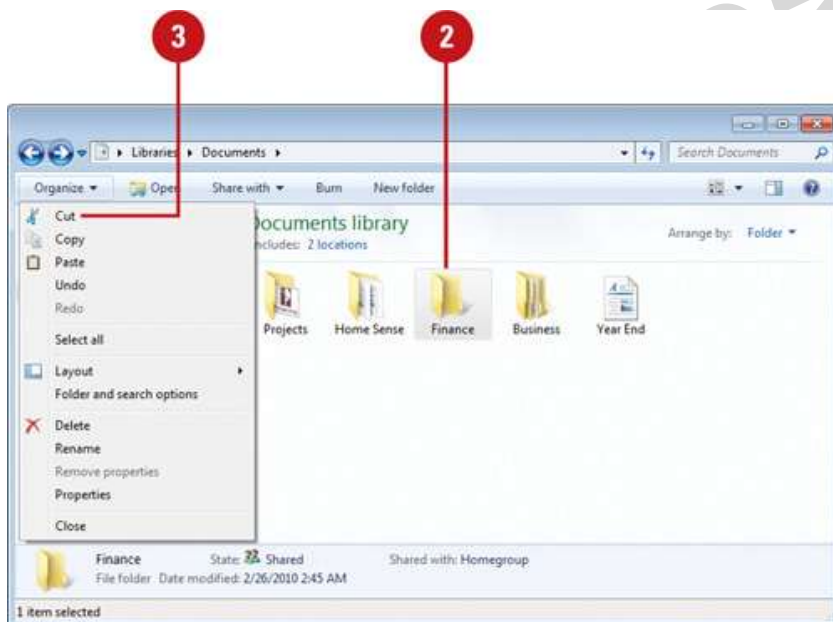 3 2
Libraries Documents Search Documents
Organize Open Share with Burn New folder
Cut
Copy
Paste
Undo
Redo
Select all
Layout
Folder and search options
Delete
Rename
Remove properties
Properties
Close
Documents library
Includes: 2 locations
Arrange by: Folder
Projects Home Sense Finance Business Year End
Finance State: Shared Shared with: Homegroup
File folder Date modified: 2/26/2010 2:45 AM
1 item selected